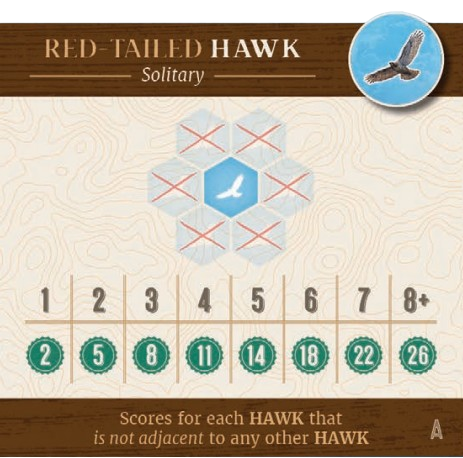 RED-TAILED HAWK
Solitary
1 2 3 4 5 6 7 8+
2 5 8 11 14 18 22 26
Scores for each HAWK that
is not adjacent to any other HAWK
A